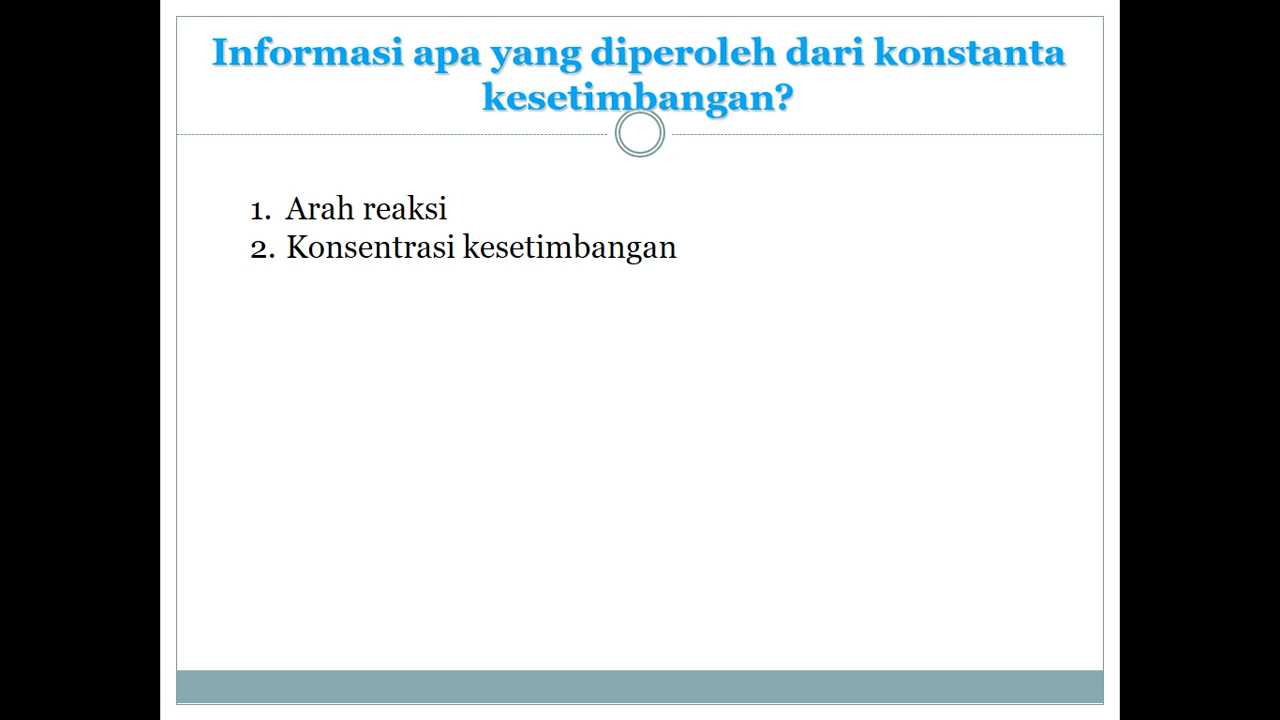 Informasi apa yang diperoleh dari konstanta
kesetimbangan?
1. Arah reaksi
2. Konsentrasi kesetimbangan